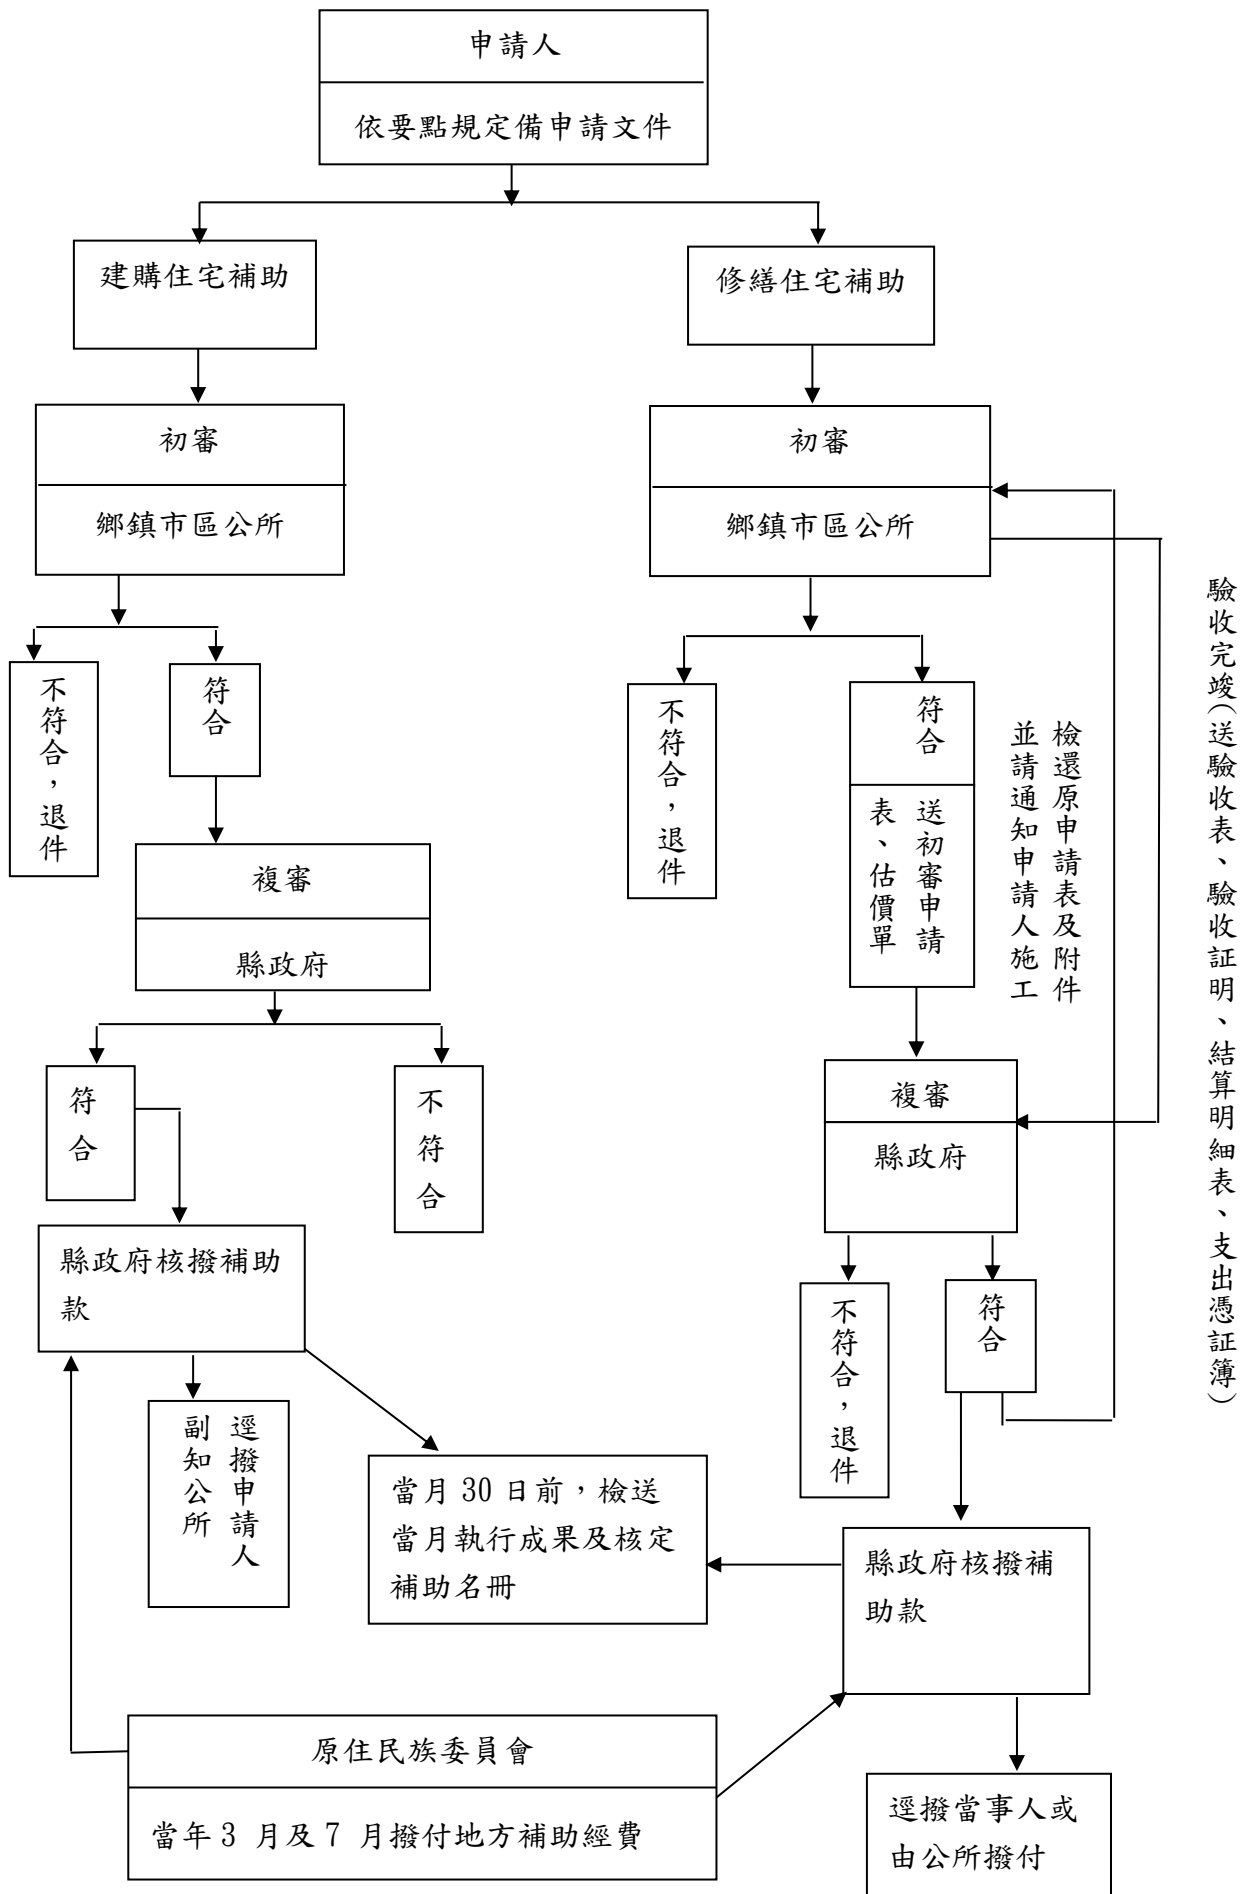 申請人
依要點規定備申請文件
建購住宅補助
修繕住宅補助
初審
鄉鎮市區公所
初審
鄉鎮市區公所
不符合，退件
符合
不符合，退件
符合
送初審申請
表、估價單
檢還原申請表及附件
並請通知申請人施工
驗收完竣(送驗收表、驗收証明、結算明細表、支出憑証簿)
複審
縣政府
複審
縣政府
符合
不符合
不符合，退件
符合
縣政府核撥補助
款
逕撥申請人
副知公所
當月 30 日前，檢送
當月執行成果及核定
補助名冊
縣政府核撥補
助款
原住民族委員會
當年 3 月及 7 月撥付地方補助經費
逕撥當事人或
由公所撥付